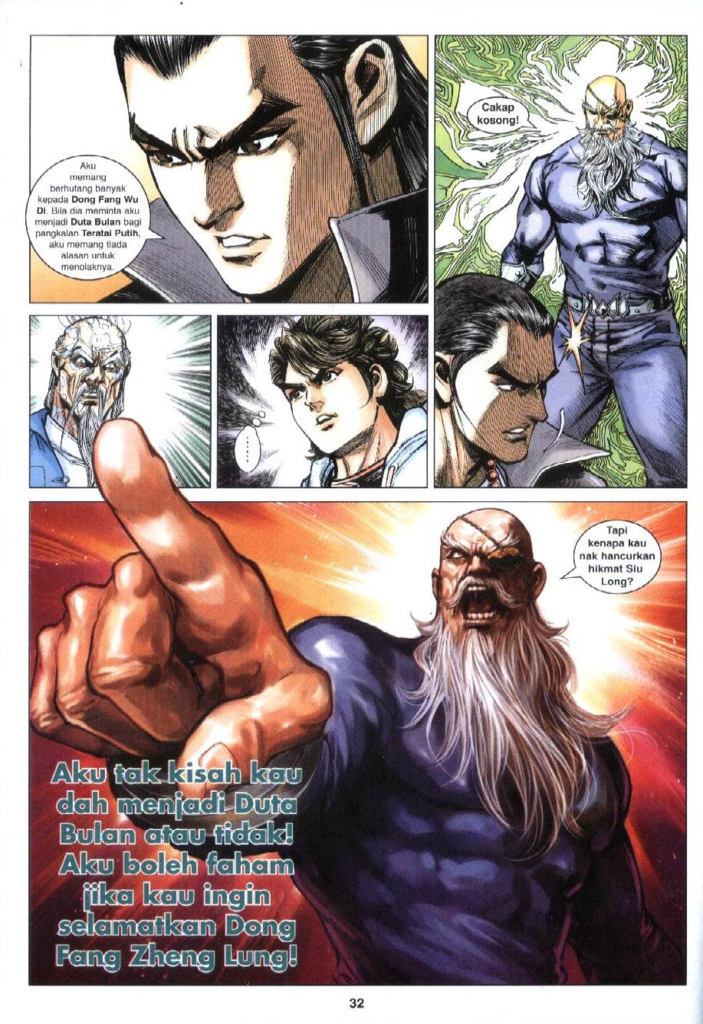 Aku
memang
berhutang banyak
kepada Dong Fang Wu
Di. Bila dia meminta aku
menjadi Duta Bulan bagi
pangkalan Teratai Putih,
aku memang tiada
alasan untuk
menolaknya.
Cakap
kosong!
......
Tapi
kenapa kau
nak hancurkan
hikmat Siu
Long?
Aku tak kisah kau
dah menjadi Duta
Bulan atau tidak!
Aku boleh faham
jika kau ingin
selamatkan Dong
Fang Zheng Lung!
32